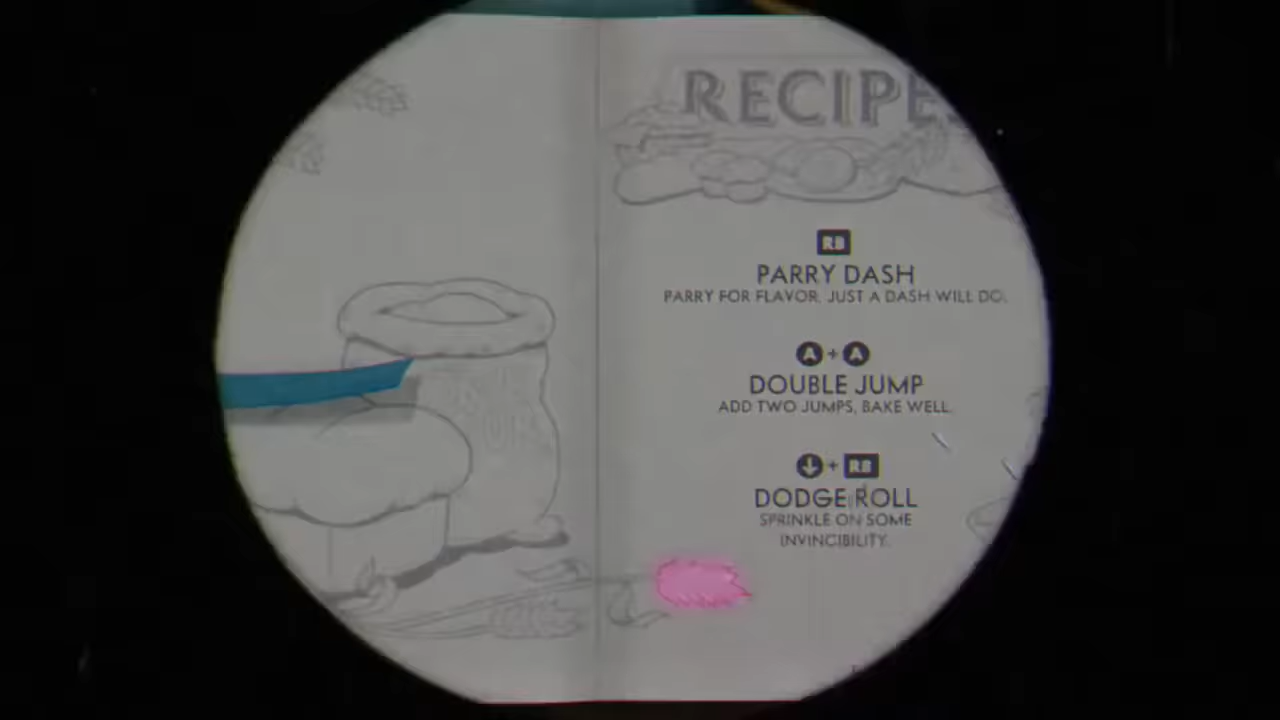 RECIPES
RB
PARRY DASH
PARRY FOR FLAVOR, JUST A DASH WILL DO.
A + A
DOUBLE JUMP
ADD TWO JUMPS, BAKE WELL.
↓ + RB
DODGE ROLL
SPRINKLE ON SOME
INVINCIBILITY.